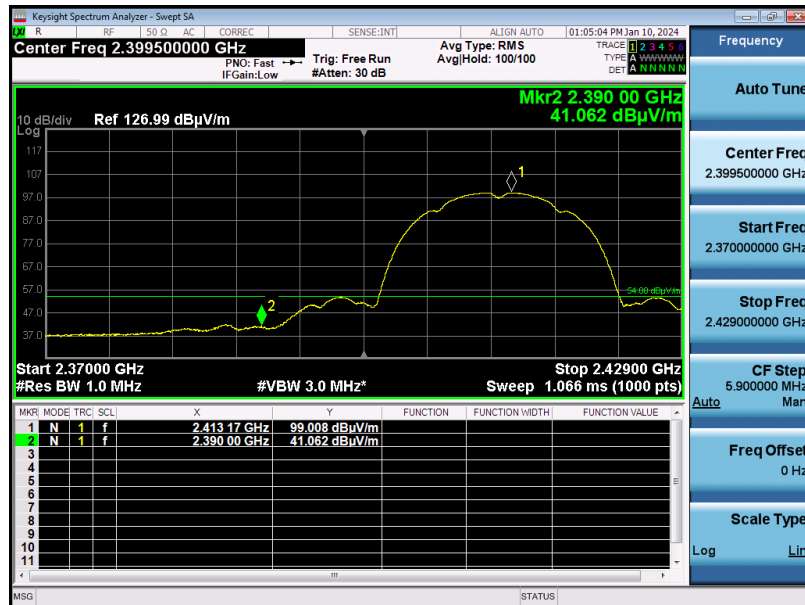 Keysight Spectrum Analyzer - Swept SA
LXI R RF 50 Ω AC CORREC SENSE:INT ALIGN AUTO 01:05:04 PM Jan 10, 2024
Center Freq 2.399500000 GHz
PNO: Fast
IFGain:Low
Trig: Free Run
#Atten: 30 dB
Avg Type: RMS
Avg|Hold: 100/100
TRACE 1 2 3 4 5 6
TYPE A WWWWW
DET A N N N N N
Mkr2 2.390 00 GHz
41.062 dBµV/m
10 dB/div Ref 126.99 dBµV/m
Log
117
107
97.0
87.0
77.0
67.0
57.0
47.0
37.0
1
2
54.00 dBµV/m
Start 2.37000 GHz Stop 2.42900 GHz
#Res BW 1.0 MHz #VBW 3.0 MHz* Sweep 1.066 ms (1000 pts)
MKR MODE TRC SCL X Y FUNCTION FUNCTION WIDTH FUNCTION VALUE
1 N 1 f 2.413 17 GHz 99.008 dBµV/m
2 N 1 f 2.390 00 GHz 41.062 dBµV/m
3
4
5
6
7
8
9
10
11
MSG STATUS
Frequency
Auto Tune
Center Freq
2.399500000 GHz
Start Freq
2.370000000 GHz
Stop Freq
2.429000000 GHz
CF Step
5.900000 MHz
Auto Man
Freq Offset
0 Hz
Scale Type
Log Lin